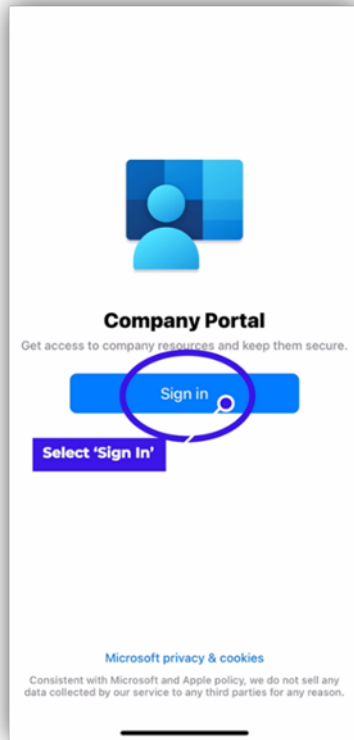 Company Portal
Get access to company resources and keep them secure.
Sign in
Select ‘Sign In’
Microsoft privacy & cookies
Consistent with Microsoft and Apple policy, we do not sell any
data collected by our service to any third parties for any reason.